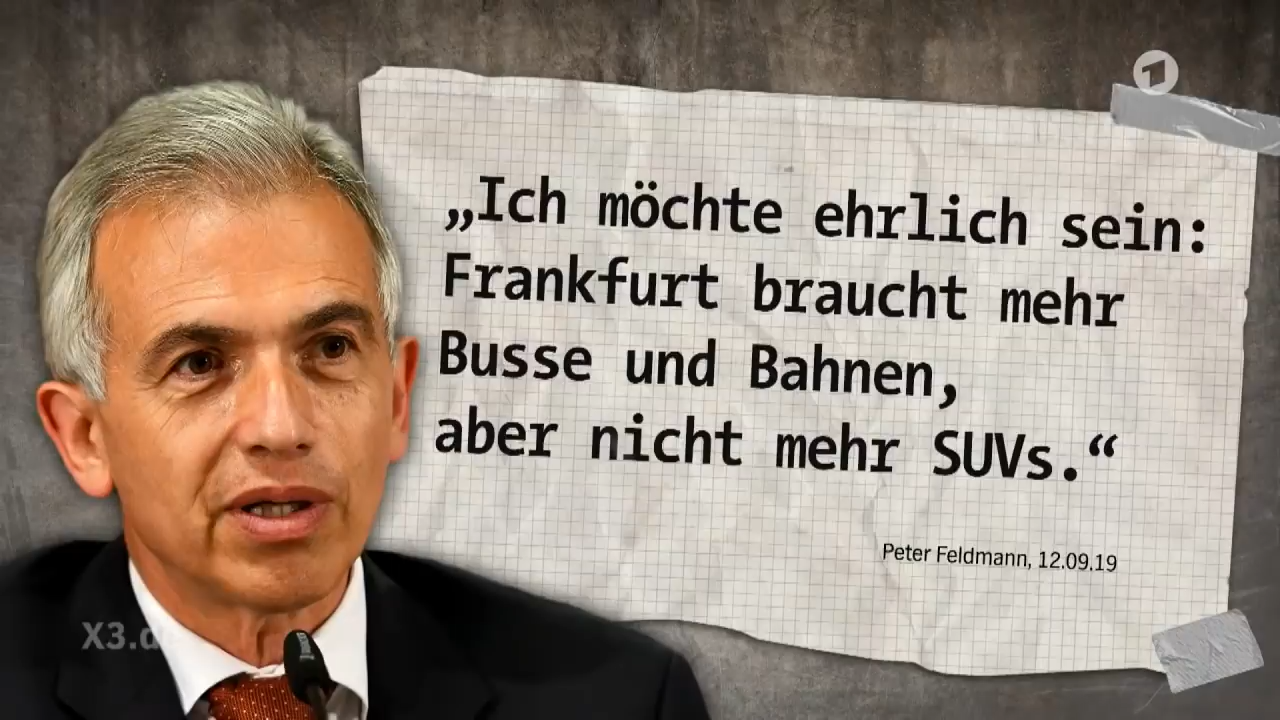 „Ich möchte ehrlich sein:
Frankfurt braucht mehr
Busse und Bahnen,
aber nicht mehr SUVs.“
Peter Feldmann, 12.09.19
X3.d
1